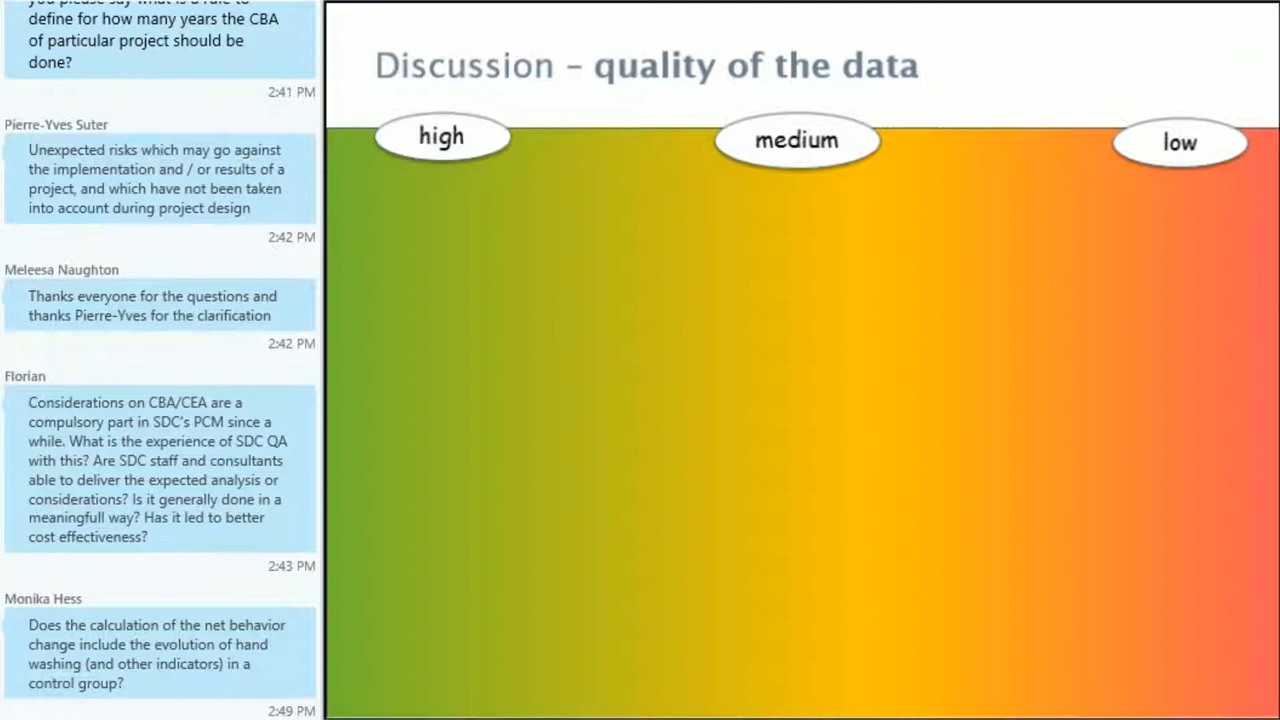 define for how many years the CBA
of particular project should be
done?
2:41 PM
Pierre-Yves Suter
Unexpected risks which may go against
the implementation and / or results of a
project, and which have not been taken
into account during project design
2:42 PM
Meleesa Naughton
Thanks everyone for the questions and
thanks Pierre-Yves for the clarification
2:42 PM
Florian
Considerations on CBA/CEA are a
compulsory part in SDC's PCM since a
while. What is the experience of SDC QA
with this? Are SDC staff and consultants
able to deliver the expected analysis or
considerations? Is it generally done in a
meaningfull way? Has it led to better
cost effectiveness?
2:43 PM
Monika Hess
Does the calculation of the net behavior
change include the evolution of hand
washing (and other indicators) in a
control group?
2:49 PM
Discussion – quality of the data
high
medium
low